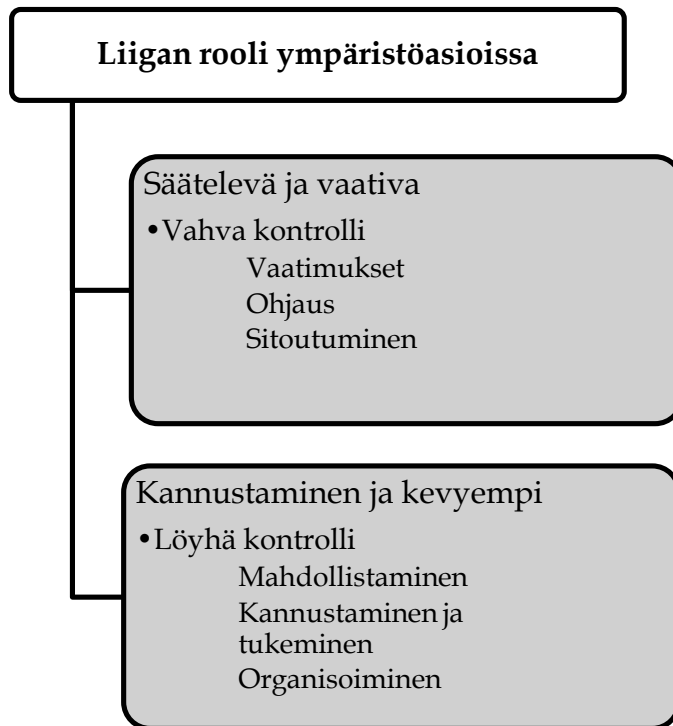 Liigan rooli ympäristöasioissa
Säätelevä ja vaativa
•Vahva kontrolli
Vaatimukset
Ohjaus
Sitoutuminen
Kannustaminen ja kevyempi
•Löyhä kontrolli
Mahdollistaminen
Kannustaminen ja
tukeminen
Organisoiminen